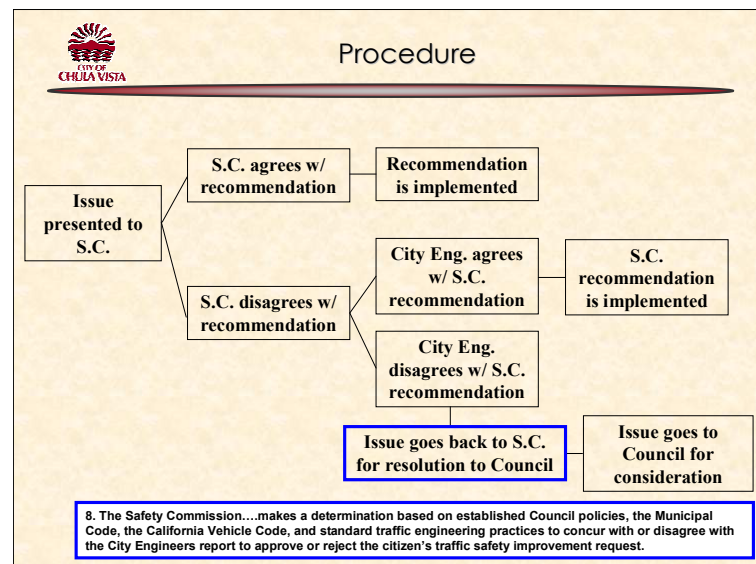 CITY OF
CHULA VISTA
Procedure
Issue
presented to
S.C.
S.C. agrees w/
recommendation
Recommendation
is implemented
S.C. disagrees w/
recommendation
City Eng. agrees
w/ S.C.
recommendation
S.C.
recommendation
is implemented
City Eng.
disagrees w/ S.C.
recommendation
Issue goes back to S.C.
for resolution to Council
Issue goes to
Council for
consideration
8. The Safety Commission….makes a determination based on established Council policies, the Municipal
Code, the California Vehicle Code, and standard traffic engineering practices to concur with or disagree with
the City Engineers report to approve or reject the citizen’s traffic safety improvement request.